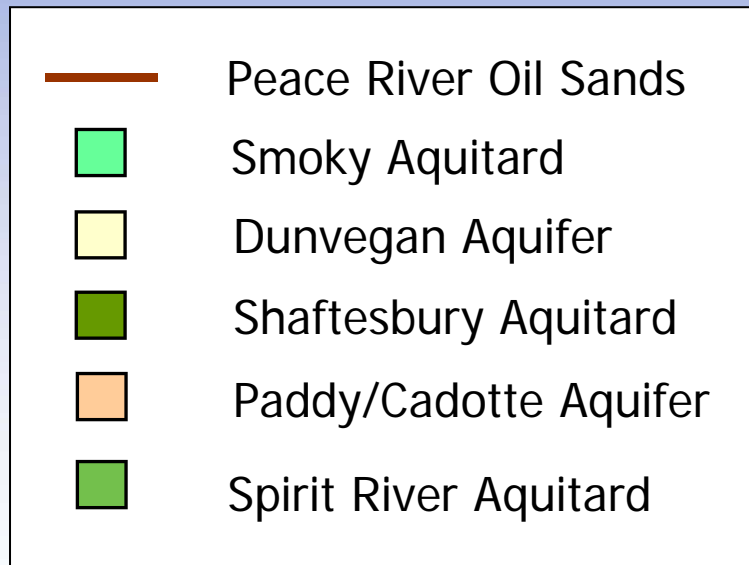 Peace River Oil Sands
Smoky Aquitard
Dunvegan Aquifer
Shaftesbury Aquitard
Paddy/Cadotte Aquifer
Spirit River Aquitard